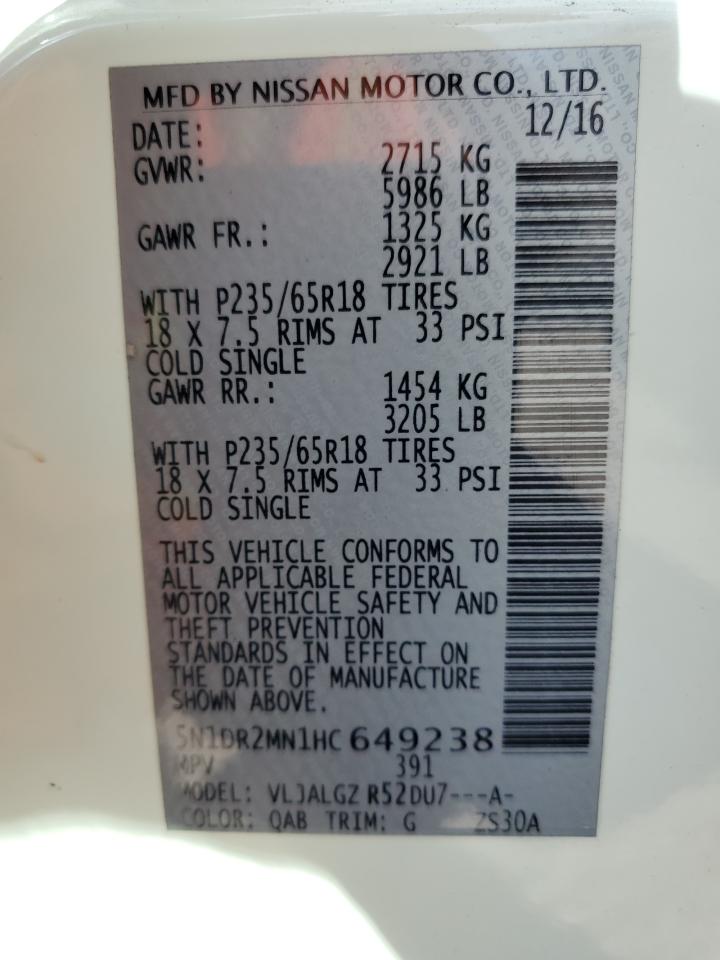 MFD BY NISSAN MOTOR CO., LTD.
DATE: 12/16
GVWR: 2715 KG
5986 LB
GAWR FR.: 1325 KG
2921 LB
WITH P235/65R18 TIRES
18 X 7.5 RIMS AT 33 PSI
COLD SINGLE
GAWR RR.: 1454 KG
3205 LB
WITH P235/65R18 TIRES
18 X 7.5 RIMS AT 33 PSI
COLD SINGLE
THIS VEHICLE CONFORMS TO
ALL APPLICABLE FEDERAL
MOTOR VEHICLE SAFETY AND
THEFT PREVENTION
STANDARDS IN EFFECT ON
THE DATE OF MANUFACTURE
SHOWN ABOVE.
5N1DR2MN1HC649238
MPV 391
MODEL: VLJALGZ R52DU7---A-
COLOR: QAB TRIM: G ZS30A